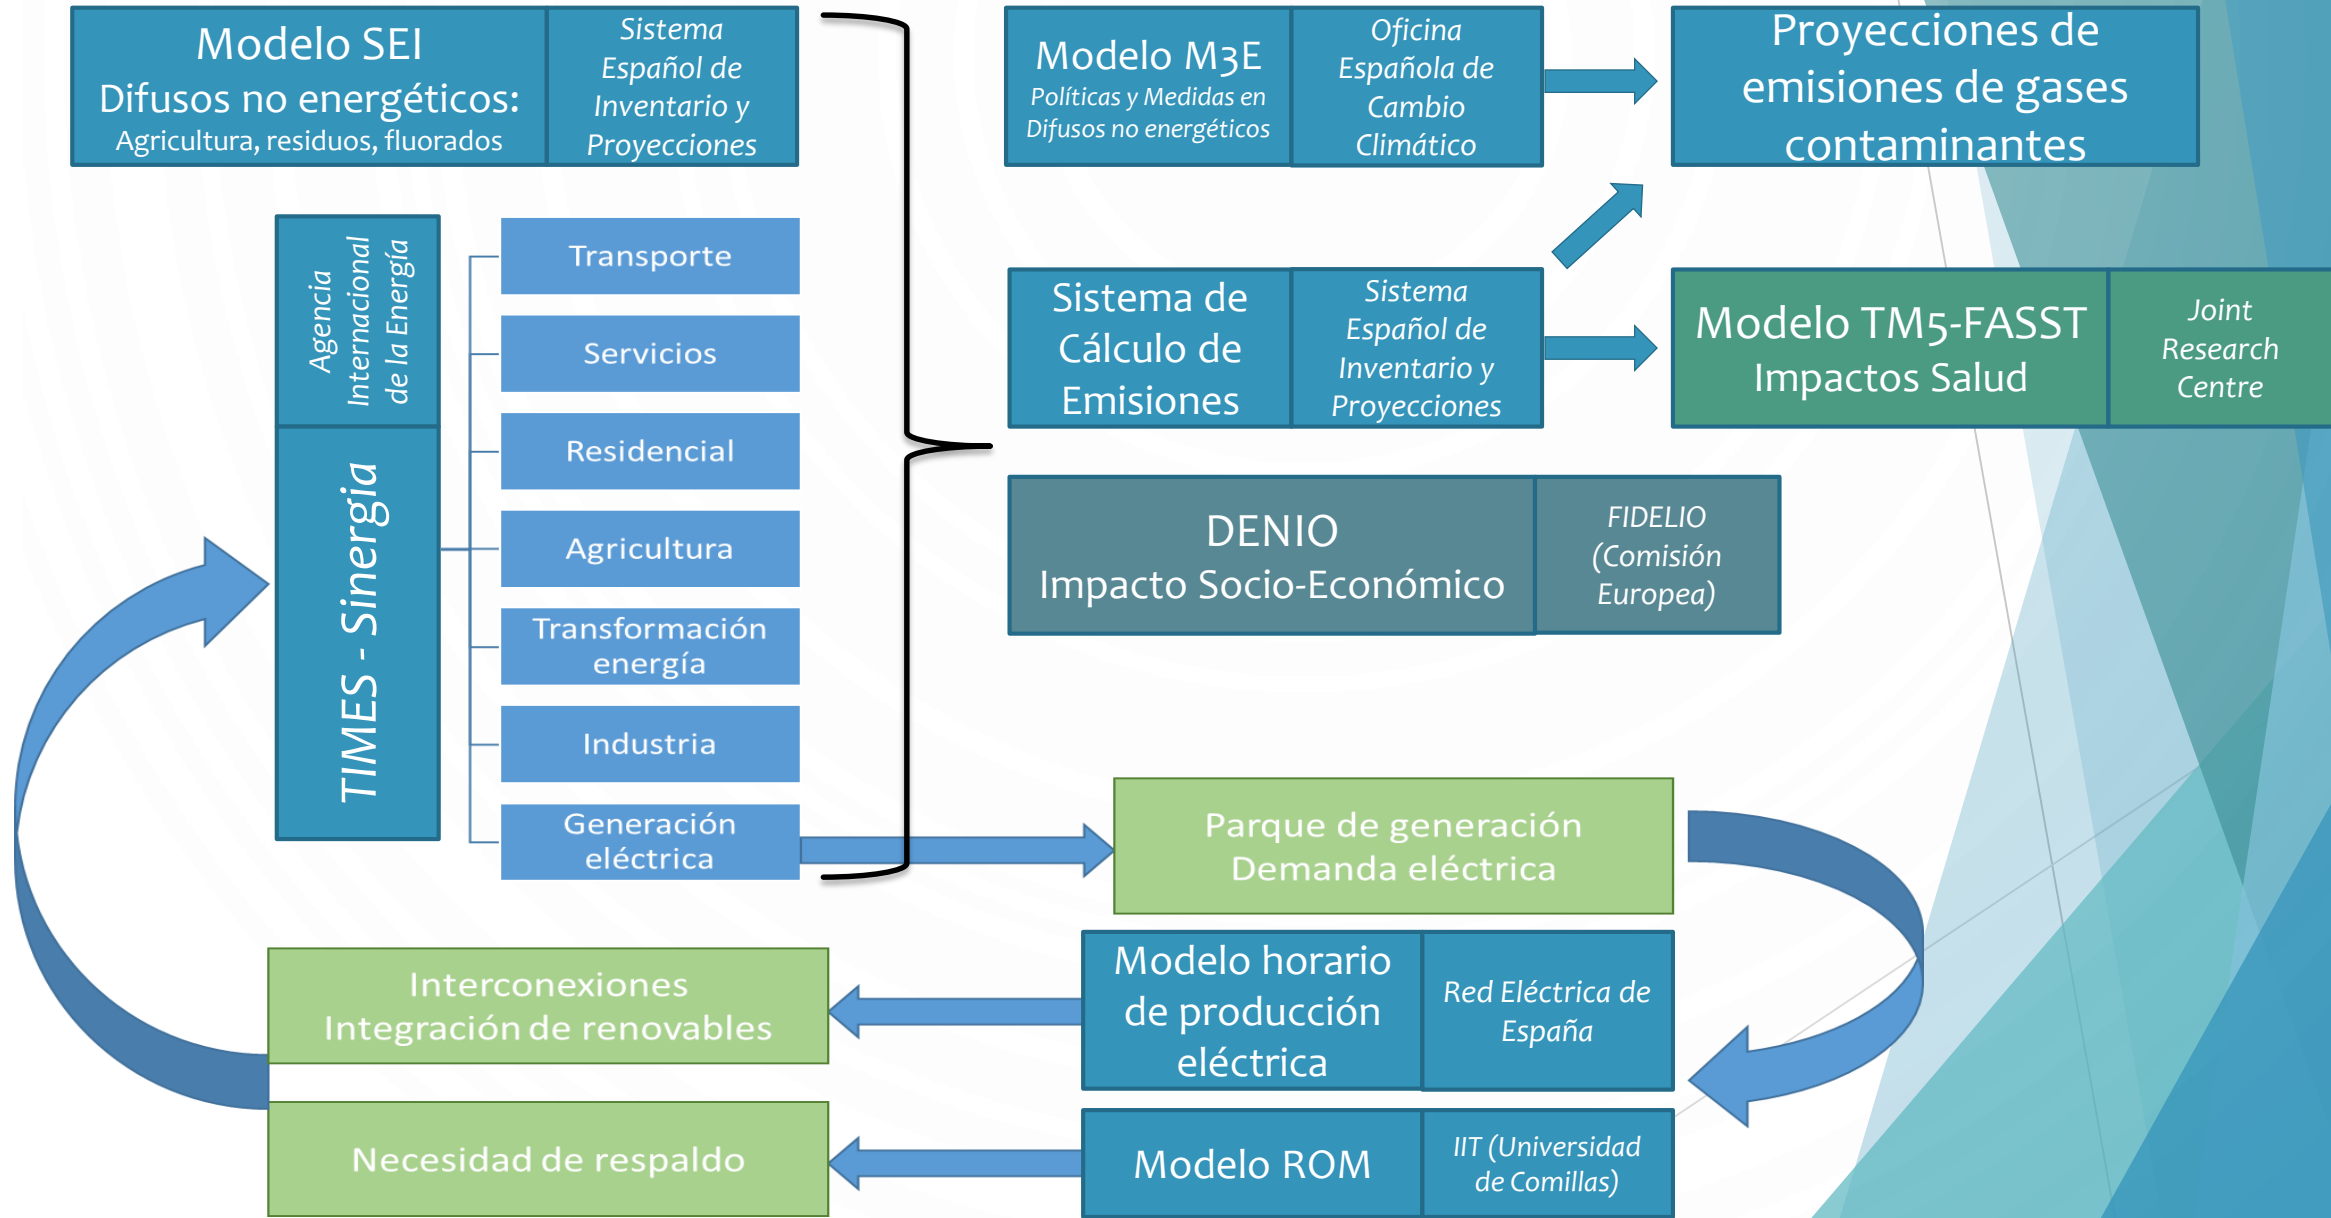 Modelo SEI
Difusos no energéticos:
Agricultura, residuos, fluorados
Sistema
Español de
Inventario y
Proyecciones
Modelo M3E
Políticas y Medidas en
Difusos no energéticos
Oficina
Española de
Cambio
Climático
Proyecciones de
emisiones de gases
contaminantes
Agencia
Internacional
de la Energía
TIMES - Sinergia
Transporte
Servicios
Residencial
Agricultura
Transformación
energía
Industria
Generación
eléctrica
Sistema de
Cálculo de
Emisiones
Sistema
Español de
Inventario y
Proyecciones
Modelo TM5-FASST
Impactos Salud
Joint
Research
Centre
DENIO
Impacto Socio-Económico
FIDELIO
(Comisión
Europea)
Parque de generación
Demanda eléctrica
Interconexiones
Integración de renovables
Modelo horario
de producción
eléctrica
Red Eléctrica de
España
Necesidad de respaldo
Modelo ROM
IIT (Universidad
de Comillas)